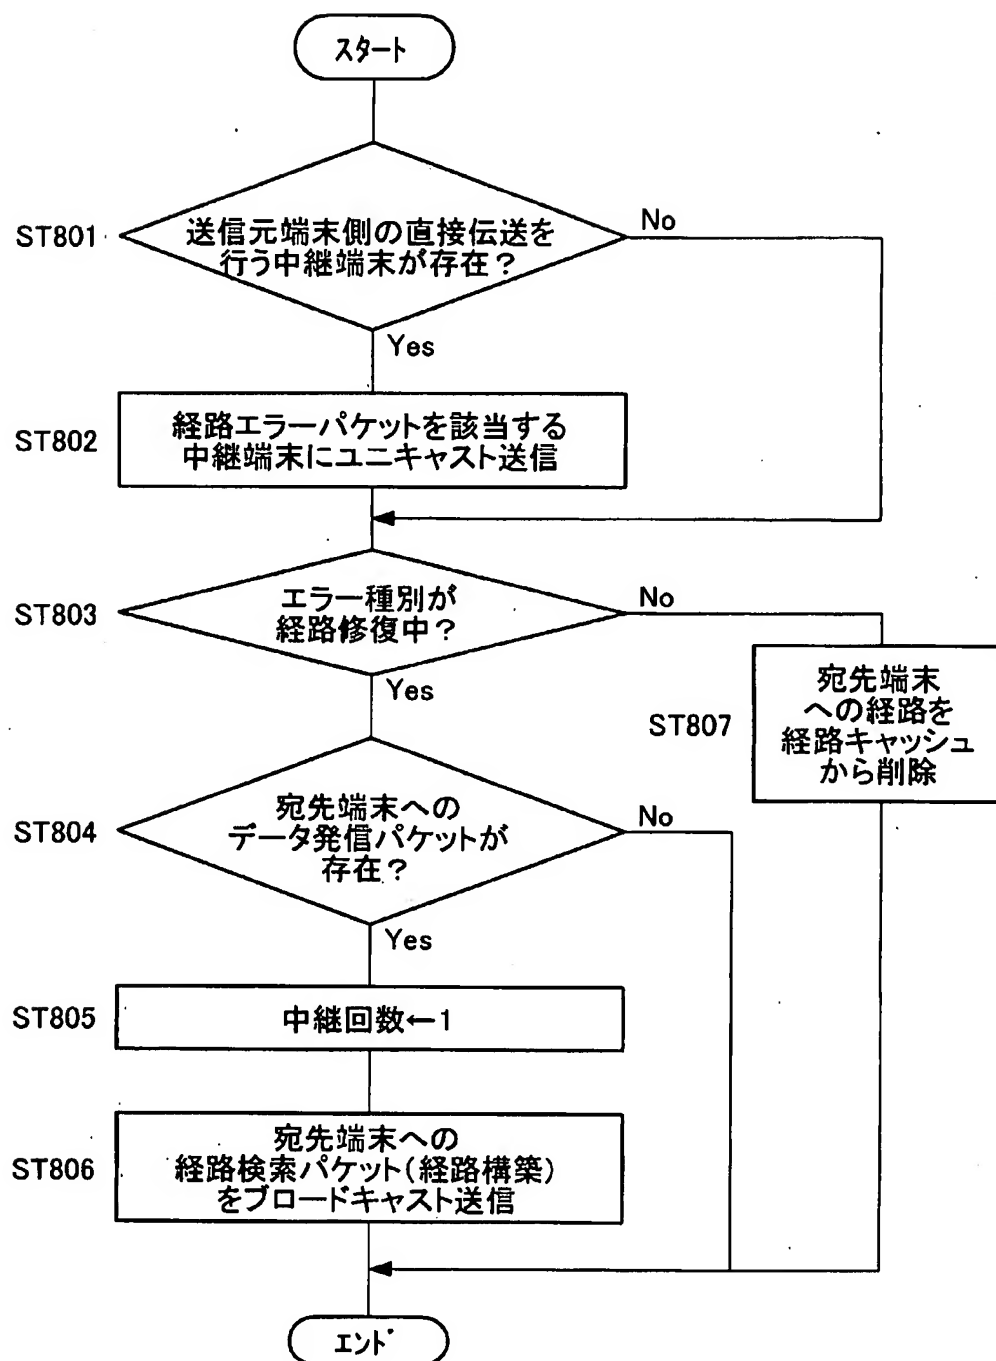 スタート
ST801
送信元端末側の直接伝送を
行う中継端末が存在？
No
Yes
ST802
経路エラーパケットを該当する
中継端末にユニキャスト送信
ST803
エラー種別が
経路修復中？
No
Yes
ST807
宛先端末
への経路を
経路キャッシュ
から削除
ST804
宛先端末への
データ発信パケットが
存在？
No
Yes
ST805
中継回数←1
ST806
宛先端末への
経路検索パケット（経路構築）
をブロードキャスト送信
エンド